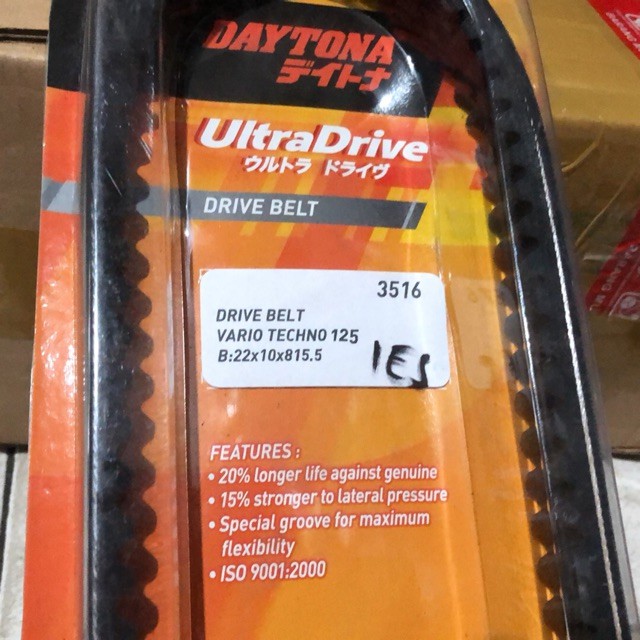 DAYTONA
デイトナ
UltraDrive
ウルトラ ドライヴ
DRIVE BELT
3516
DRIVE BELT
VARIO TECHNO 125
B:22x10x815.5
FEATURES :
• 20% longer life against genuine
• 15% stronger to lateral pressure
• Special groove for maximum
flexibility
• ISO 9001:2000